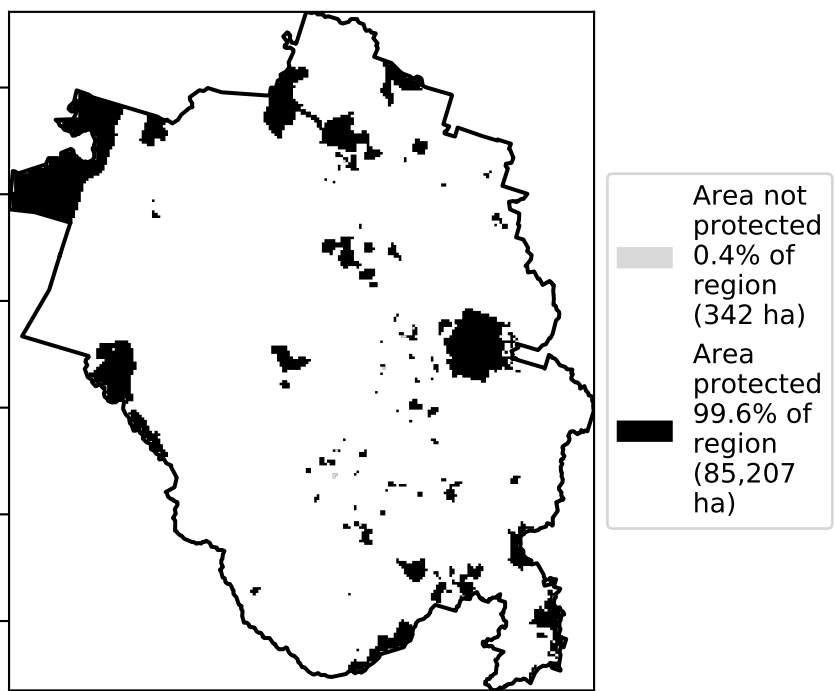 Area not
protected
0.4% of
region
(342 ha)
Area
protected
99.6% of
region
(85,207
ha)